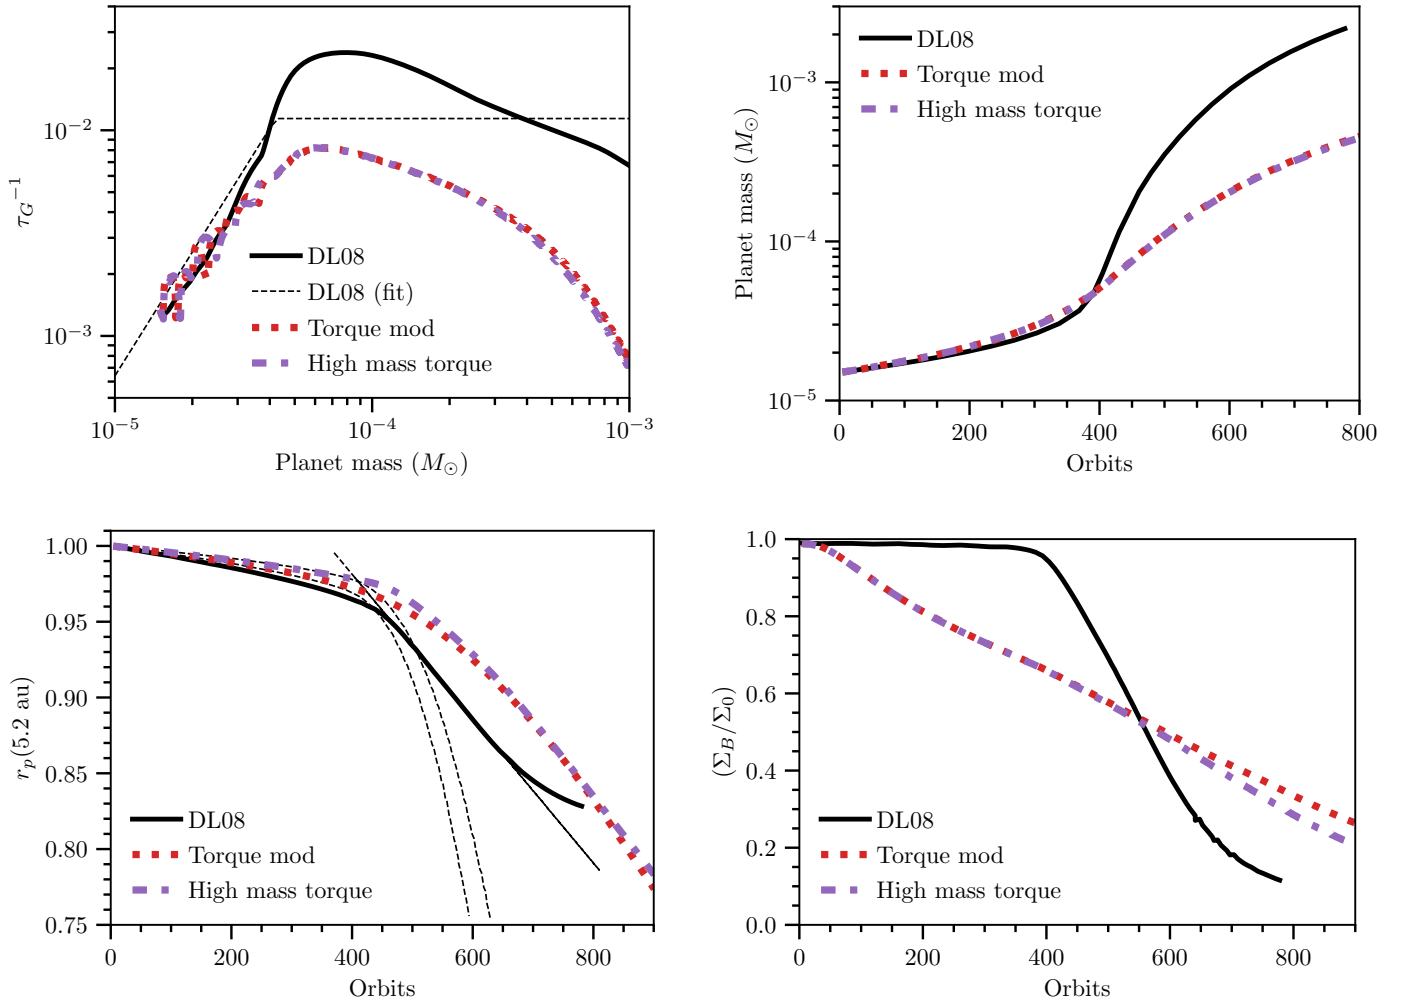 10⁻²
10⁻³
τ_G⁻¹
DL08
DL08 (fit)
Torque mod
High mass torque
10⁻⁵ 10⁻⁴ 10⁻³
Planet mass (M_⊙)
10⁻³
10⁻⁴
10⁻⁵
Planet mass (M_⊙)
DL08
Torque mod
High mass torque
0 200 400 600 800
Orbits
1.00
0.95
0.90
0.85
0.80
0.75
r_p(5.2 au)
DL08
Torque mod
High mass torque
0 200 400 600 800
Orbits
1.0
0.8
0.6
0.4
0.2
0.0
(Σ_B/Σ_0)
DL08
Torque mod
High mass torque
0 200 400 600 800
Orbits